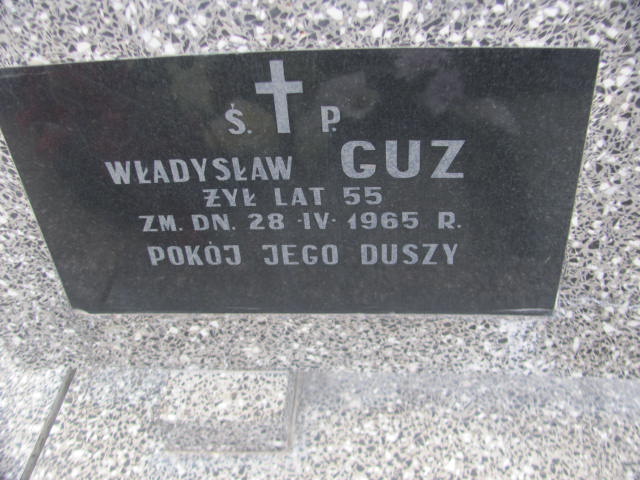 Ś. P.
WŁADYSŁAW GUZ
ŻYŁ LAT 55
ZM. DN. 28·IV·1965 R.
POKÓJ JEGO DUSZY